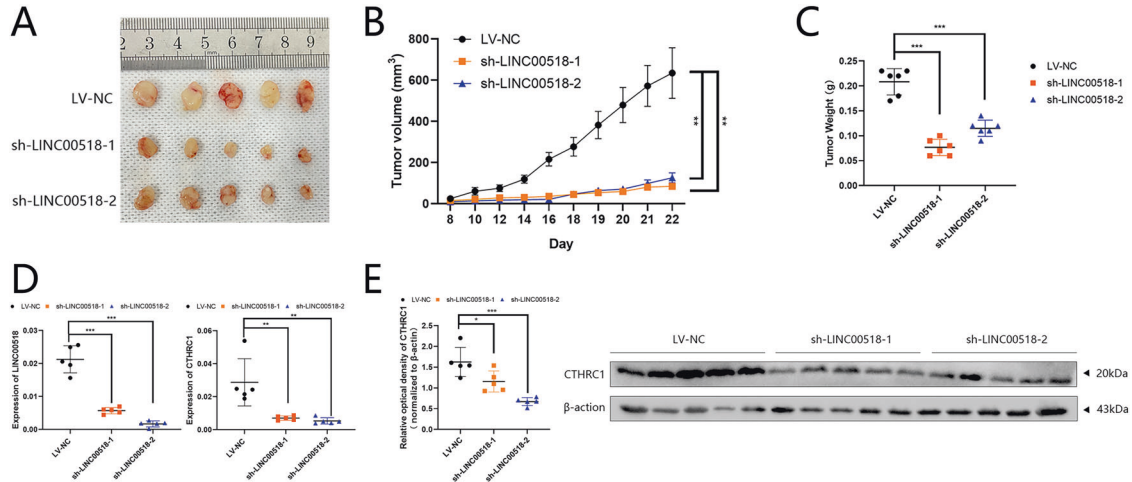 A
2 3 4 5 6 7 8 9
mm
LV-NC
sh-LINC00518-1
sh-LINC00518-2
B
LV-NC
sh-LINC00518-1
sh-LINC00518-2
Tumor volume (mm³)
800
600
400
200
0
8 10 12 14 16 18 19 20 21 22
Day
**
**
C
***
***
LV-NC
sh-LINC00518-1
sh-LINC00518-2
Tumor Weight (g)
0.25
0.20
0.15
0.10
0.05
0.00
LV-NC
sh-LINC00518-1
sh-LINC00518-2
D
LV-NC sh-LINC00518-1 sh-LINC00518-2
Expression of LINC00518
0.03
0.02
0.01
0.00
***
***
LV-NC
sh-LINC00518-1
sh-LINC00518-2
LV-NC sh-LINC00518-1 sh-LINC00518-2
Expression of CTHRC1
0.06
0.04
0.02
0.00
**
**
LV-NC
sh-LINC00518-1
sh-LINC00518-2
E
LV-NC sh-LINC00518-1 sh-LINC00518-2
Relative optical density of CTHRC1
( normalized to β-actin)
2.5
2.0
1.5
1.0
0.5
0.0
***
*
LV-NC
sh-LINC00518-1
sh-LINC00518-2
LV-NC sh-LINC00518-1 sh-LINC00518-2
CTHRC1 20kDa
β-action 43kDa